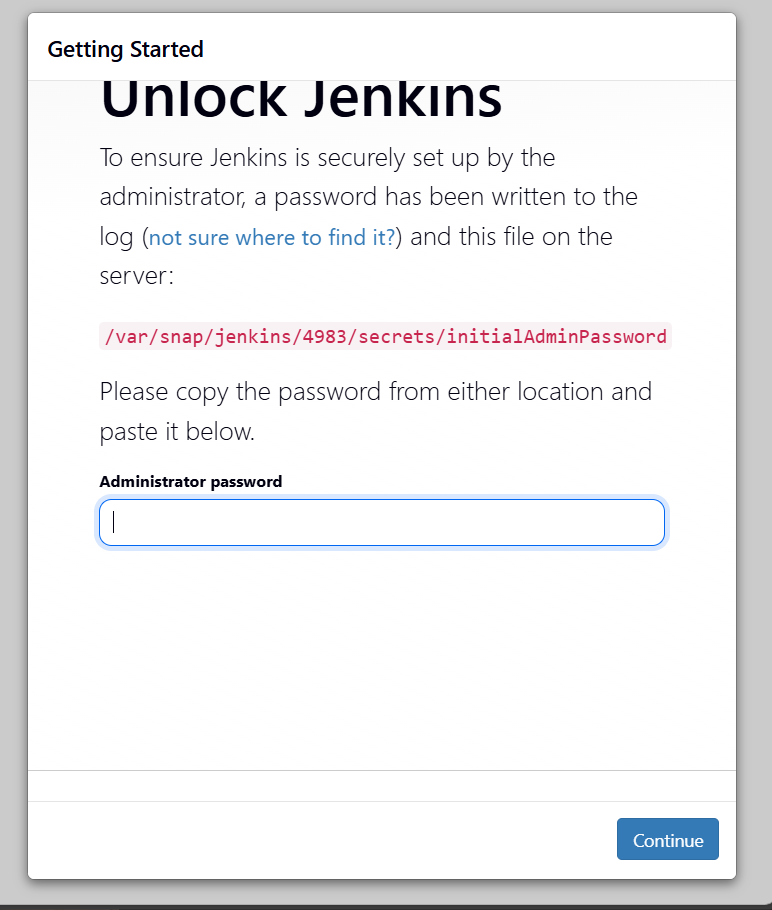 Getting Started
Unlock Jenkins
To ensure Jenkins is securely set up by the
administrator, a password has been written to the
log (not sure where to find it?) and this file on the
server:
/var/snap/jenkins/4983/secrets/initialAdminPassword
Please copy the password from either location and
paste it below.
Administrator password
Continue